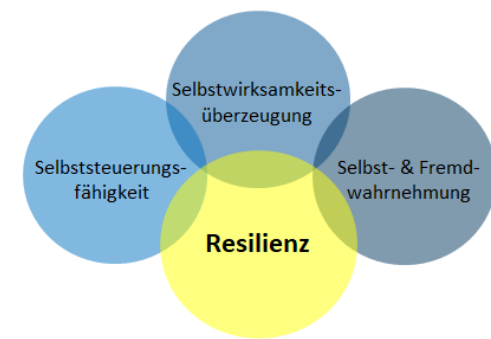 Selbstwirksamkeits-
überzeugung
Selbststeuerungs-
fähigkeit
Selbst- & Fremd-
wahrnehmung
Resilienz